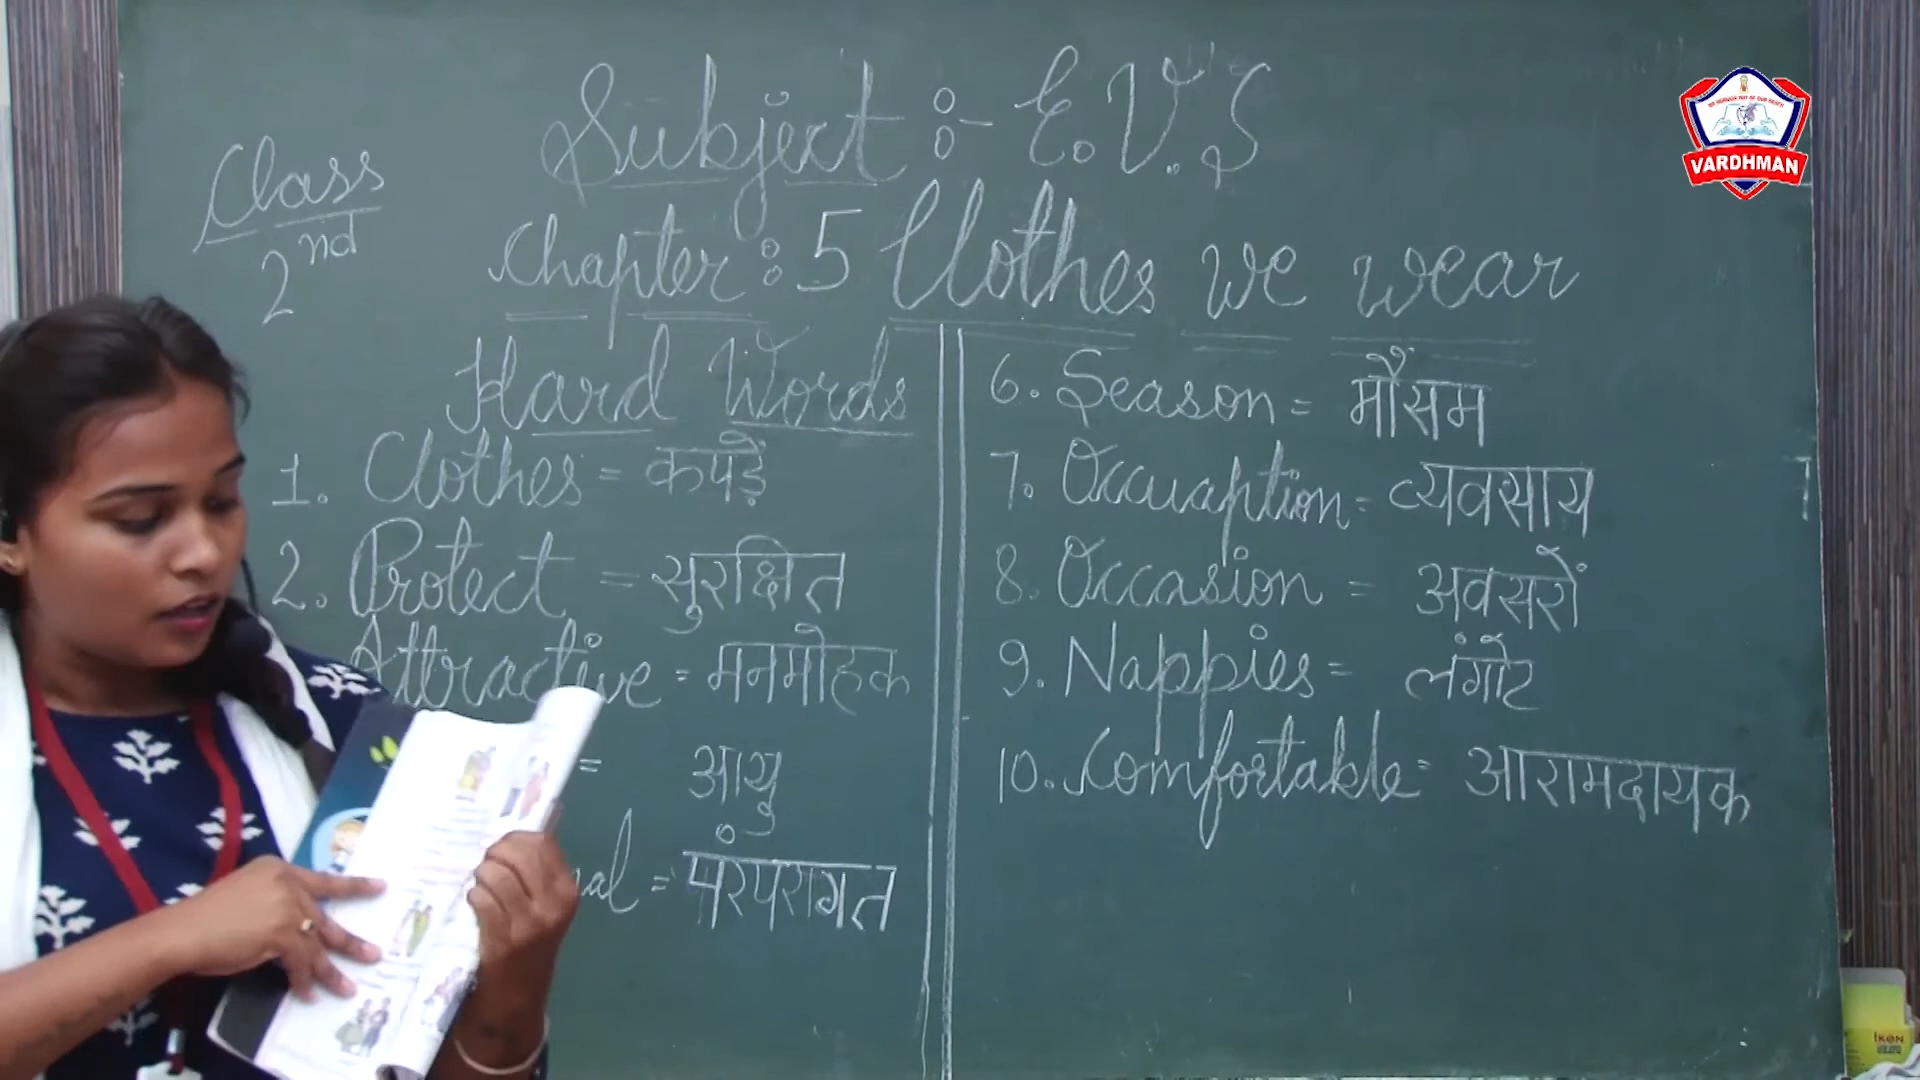 Subject :- E.V.S
Class
2nd
Chapter : 5 Clothes we wear
Hard Words
1. Clothes = कपड़ें
2. Protect = सुरक्षित
Attractive = मनमोहक
= आयु
nal = परंपरागत
6. Season = मौसम
7. Occuaption = व्यवसाय
8. Occasion = अवसरों
9. Nappies = लंगोट
10. Comfortable = आरामदायक
VARDHMAN